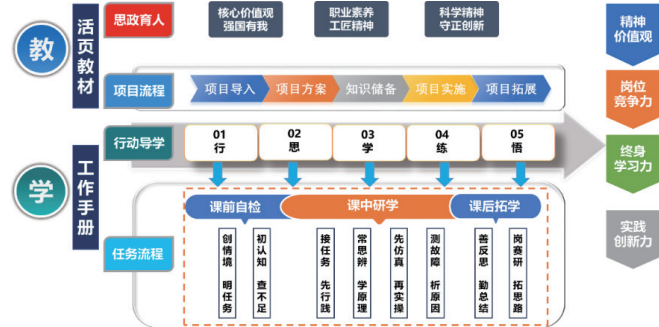 教
活页教材
思政育人
核心价值观
强国有我
职业素养
工匠精神
科学精神
守正创新
项目流程
项目导入
项目方案
知识储备
项目实施
项目拓展
学
工作手册
行动导学
01
行
02
思
03
学
04
练
05
悟
任务流程
课前自检
课中研学
课后拓学
创情境 明任务
初认知 查不足
接任务 先行践
常思辨 学原理
先仿真 再实操
测故障 析原因
善反思 勤总结
岗赛研 拓思路
精神
价值观
岗位
竞争力
终身
学习力
实践
创新力